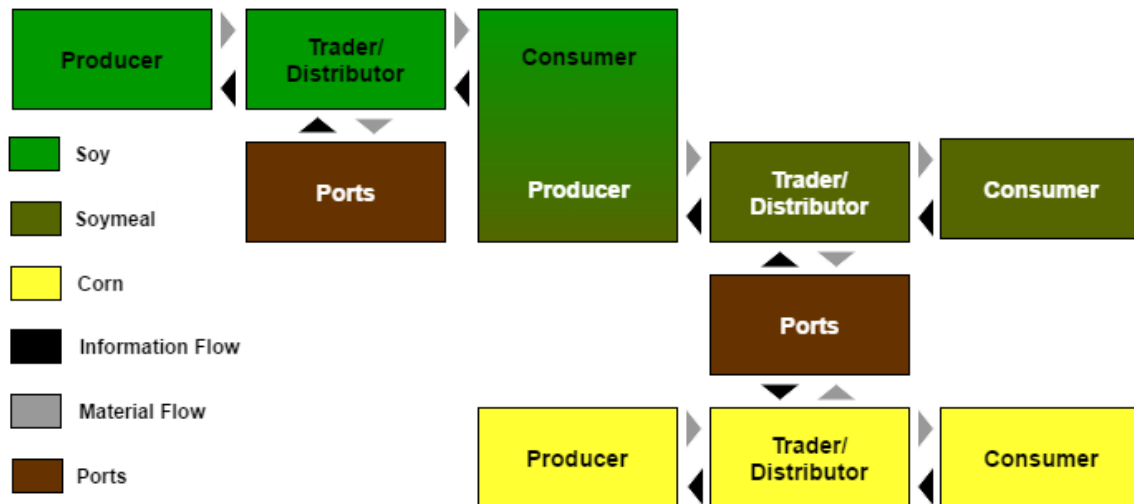 Producer
Trader/
Distributor
Consumer
Soy
Ports
Producer
Trader/
Distributor
Consumer
Soymeal
Corn
Ports
Information Flow
Material Flow
Producer
Trader/
Distributor
Consumer
Ports